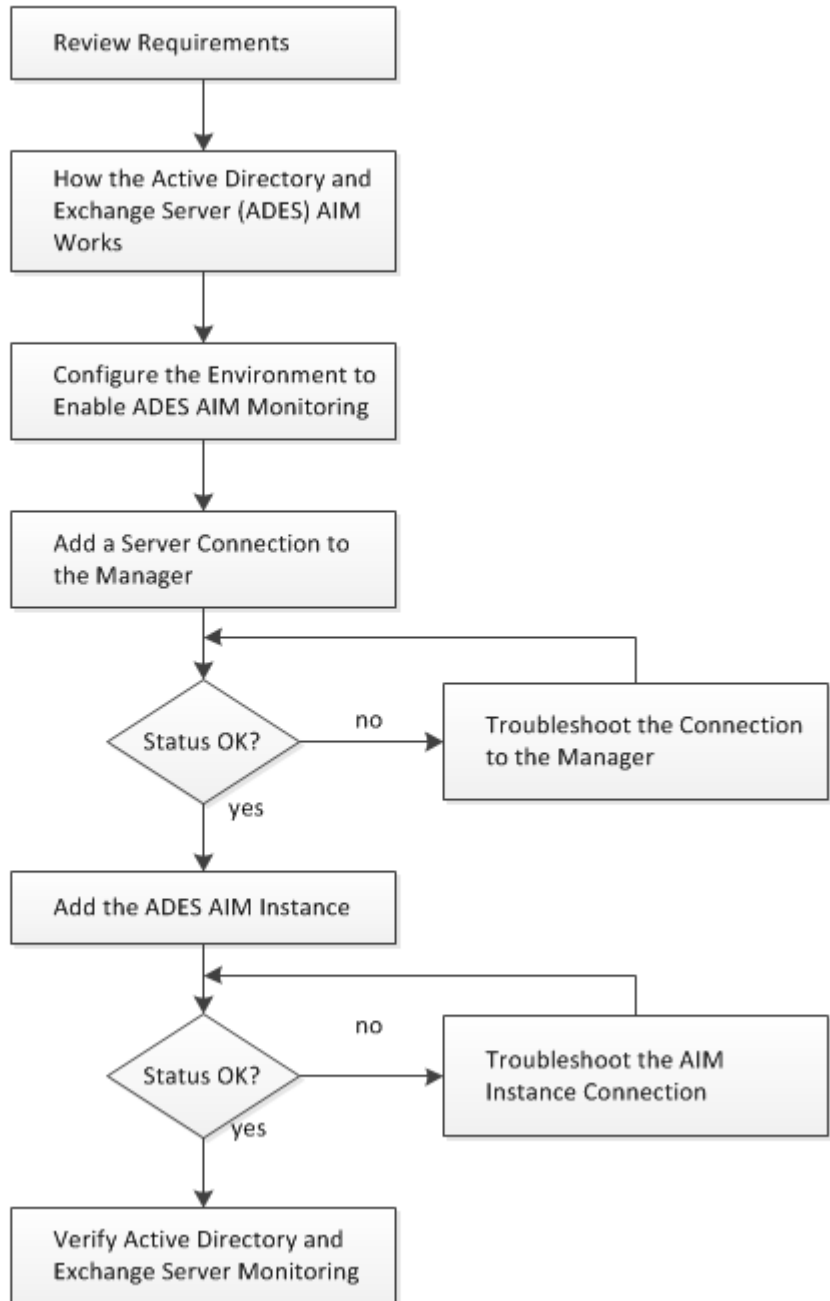 Review Requirements
How the Active Directory and
Exchange Server (ADES) AIM
Works
Configure the Environment to
Enable ADES AIM Monitoring
Add a Server Connection to
the Manager
Status OK?
no
Troubleshoot the Connection
to the Manager
yes
Add the ADES AIM Instance
Status OK?
no
Troubleshoot the AIM
Instance Connection
yes
Verify Active Directory and
Exchange Server Monitoring